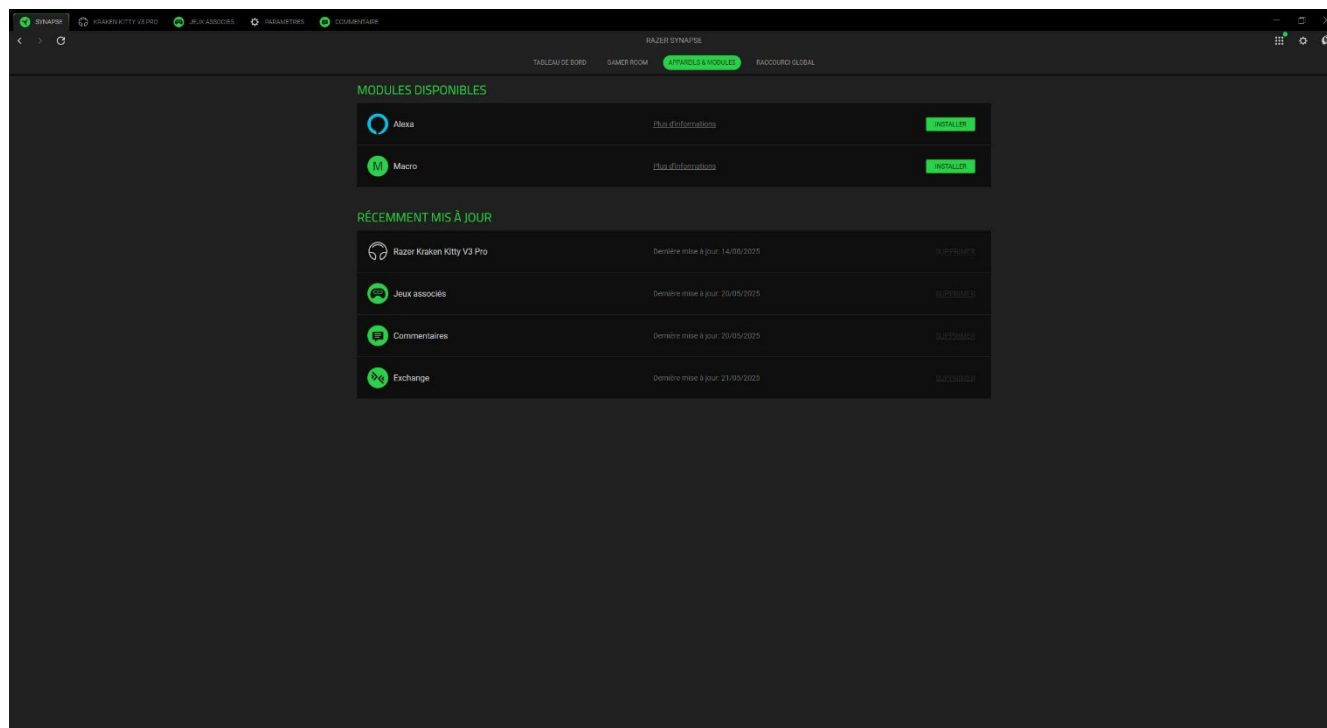 SYNAPSE KRAKEN KITTY V3 PRO JEUX ASSOCIÉS PARAMÈTRES COMMENTAIRE
RAZER SYNAPSE
TABLEAU DE BORD GAMER ROOM APPAREILS & MODULES RACCOURCI GLOBAL
MODULES DISPONIBLES
Alexa Plus d'informations INSTALLER
M Macro Plus d'informations INSTALLER
RÉCEMMENT MIS À JOUR
Razer Kraken Kitty V3 Pro Dernière mise à jour: 14/08/2025 SUPPRIMER
Jeux associés Dernière mise à jour: 20/05/2025 SUPPRIMER
Commentaires Dernière mise à jour: 20/05/2025 SUPPRIMER
Exchange Dernière mise à jour: 21/05/2025 SUPPRIMER